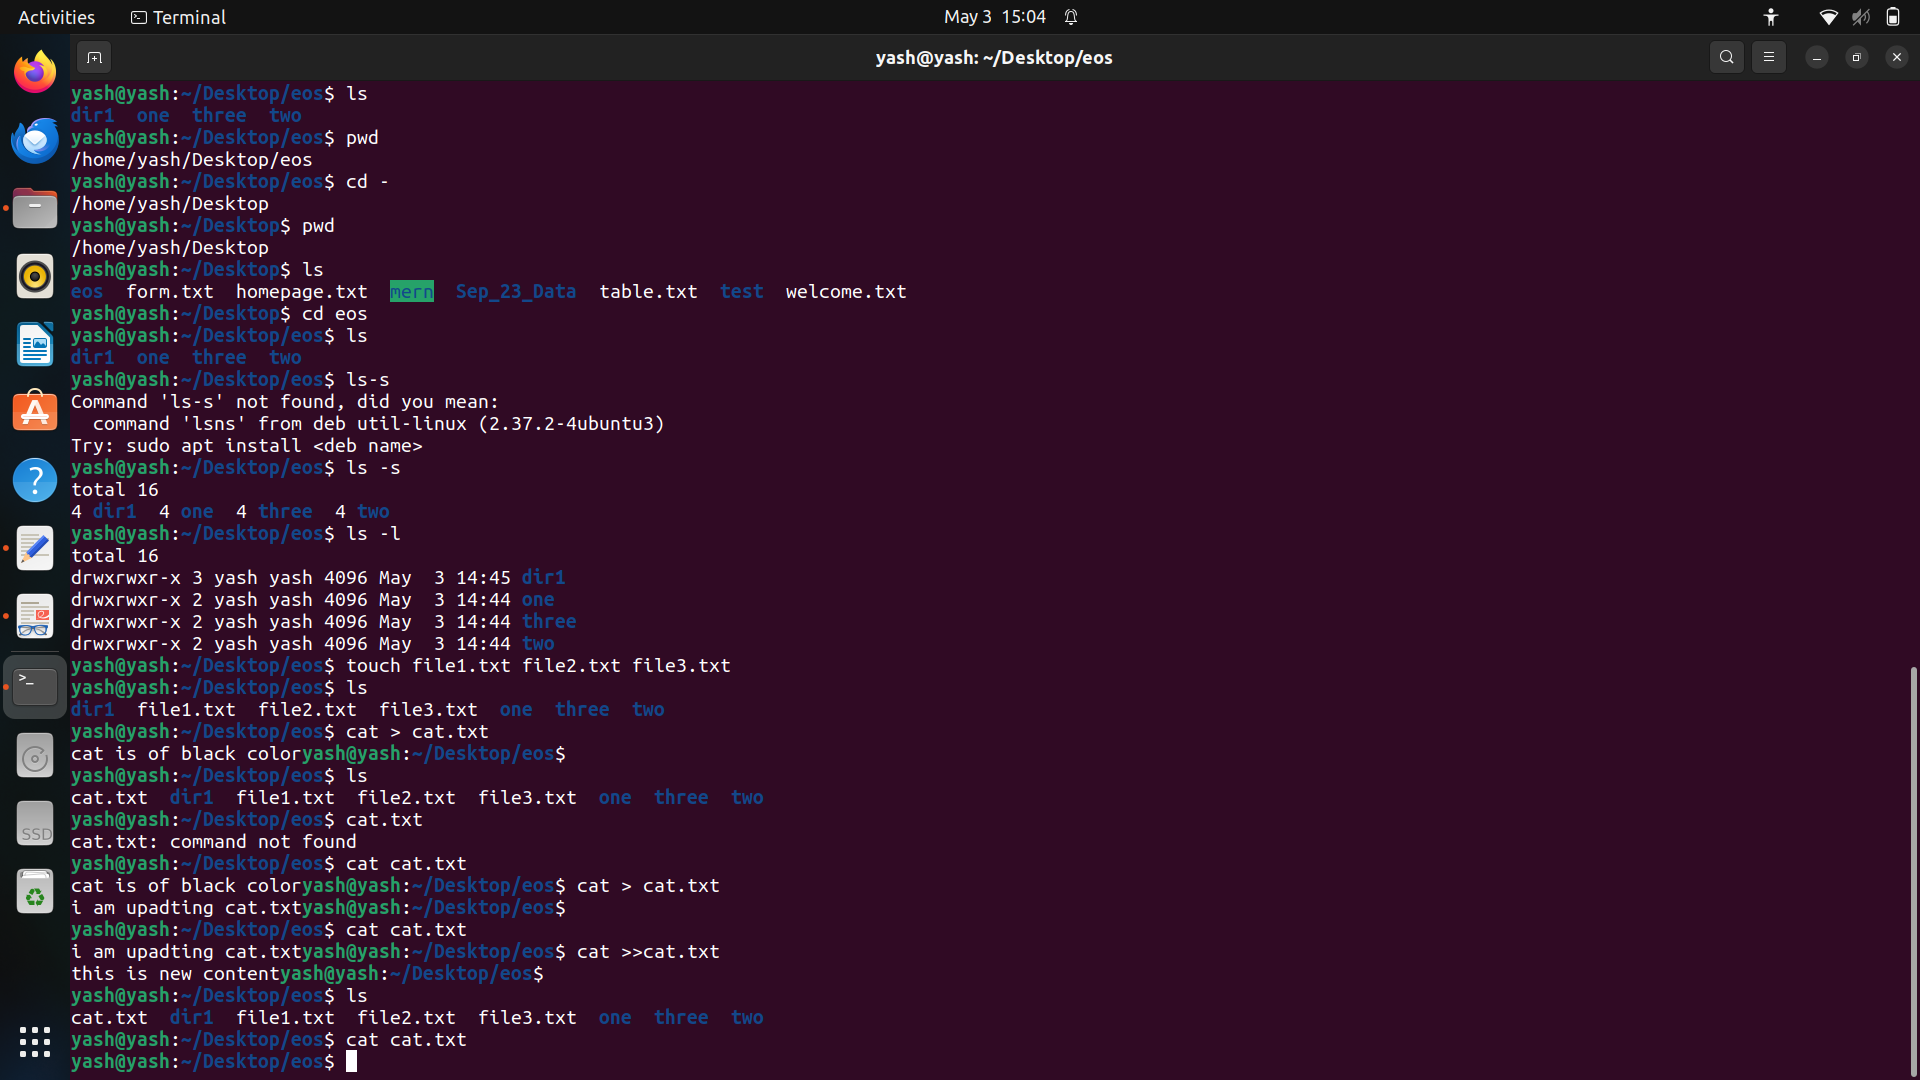 Activities Terminal May 3 15:04
yash@yash: ~/Desktop/eos
yash@yash:~/Desktop/eos$ ls
dir1 one three two
yash@yash:~/Desktop/eos$ pwd
/home/yash/Desktop/eos
yash@yash:~/Desktop/eos$ cd -
/home/yash/Desktop
yash@yash:~/Desktop$ pwd
/home/yash/Desktop
yash@yash:~/Desktop$ ls
eos form.txt homepage.txt mern Sep_23_Data table.txt test welcome.txt
yash@yash:~/Desktop$ cd eos
yash@yash:~/Desktop/eos$ ls
dir1 one three two
yash@yash:~/Desktop/eos$ ls-s
Command 'ls-s' not found, did you mean:
command 'lsns' from deb util-linux (2.37.2-4ubuntu3)
Try: sudo apt install <deb name>
yash@yash:~/Desktop/eos$ ls -s
total 16
4 dir1 4 one 4 three 4 two
yash@yash:~/Desktop/eos$ ls -l
total 16
drwxrwxr-x 3 yash yash 4096 May 3 14:45 dir1
drwxrwxr-x 2 yash yash 4096 May 3 14:44 one
drwxrwxr-x 2 yash yash 4096 May 3 14:44 three
drwxrwxr-x 2 yash yash 4096 May 3 14:44 two
yash@yash:~/Desktop/eos$ touch file1.txt file2.txt file3.txt
yash@yash:~/Desktop/eos$ ls
dir1 file1.txt file2.txt file3.txt one three two
yash@yash:~/Desktop/eos$ cat > cat.txt
cat is of black coloryash@yash:~/Desktop/eos$
yash@yash:~/Desktop/eos$ ls
cat.txt dir1 file1.txt file2.txt file3.txt one three two
yash@yash:~/Desktop/eos$ cat.txt
cat.txt: command not found
yash@yash:~/Desktop/eos$ cat cat.txt
cat is of black coloryash@yash:~/Desktop/eos$ cat > cat.txt
i am upadting cat.txtyash@yash:~/Desktop/eos$
yash@yash:~/Desktop/eos$ cat cat.txt
i am upadting cat.txtyash@yash:~/Desktop/eos$ cat >>cat.txt
this is new contentyash@yash:~/Desktop/eos$
yash@yash:~/Desktop/eos$ ls
cat.txt dir1 file1.txt file2.txt file3.txt one three two
yash@yash:~/Desktop/eos$ cat cat.txt
yash@yash:~/Desktop/eos$
SSD